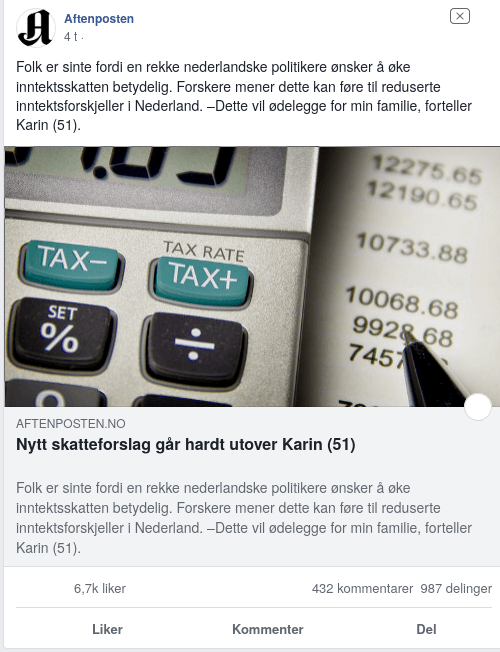 Aftenposten
4 t ·
Folk er sinte fordi en rekke nederlandske politikere ønsker å øke
inntektsskatten betydelig. Forskere mener dette kan føre til reduserte
inntektsforskjeller i Nederland. –Dette vil ødelegge for min familie, forteller
Karin (51).
TAX−
TAX RATE
TAX+
SET
%
÷
12275.65
12190.65
10733.88
10068.68
9928.68
AFTENPOSTEN.NO
Nytt skatteforslag går hardt utover Karin (51)
Folk er sinte fordi en rekke nederlandske politikere ønsker å øke
inntektsskatten betydelig. Forskere mener dette kan føre til reduserte
inntektsforskjeller i Nederland. –Dette vil ødelegge for min familie, forteller
Karin (51).
6,7k liker
432 kommentarer 987 delinger
Liker
Kommenter
Del